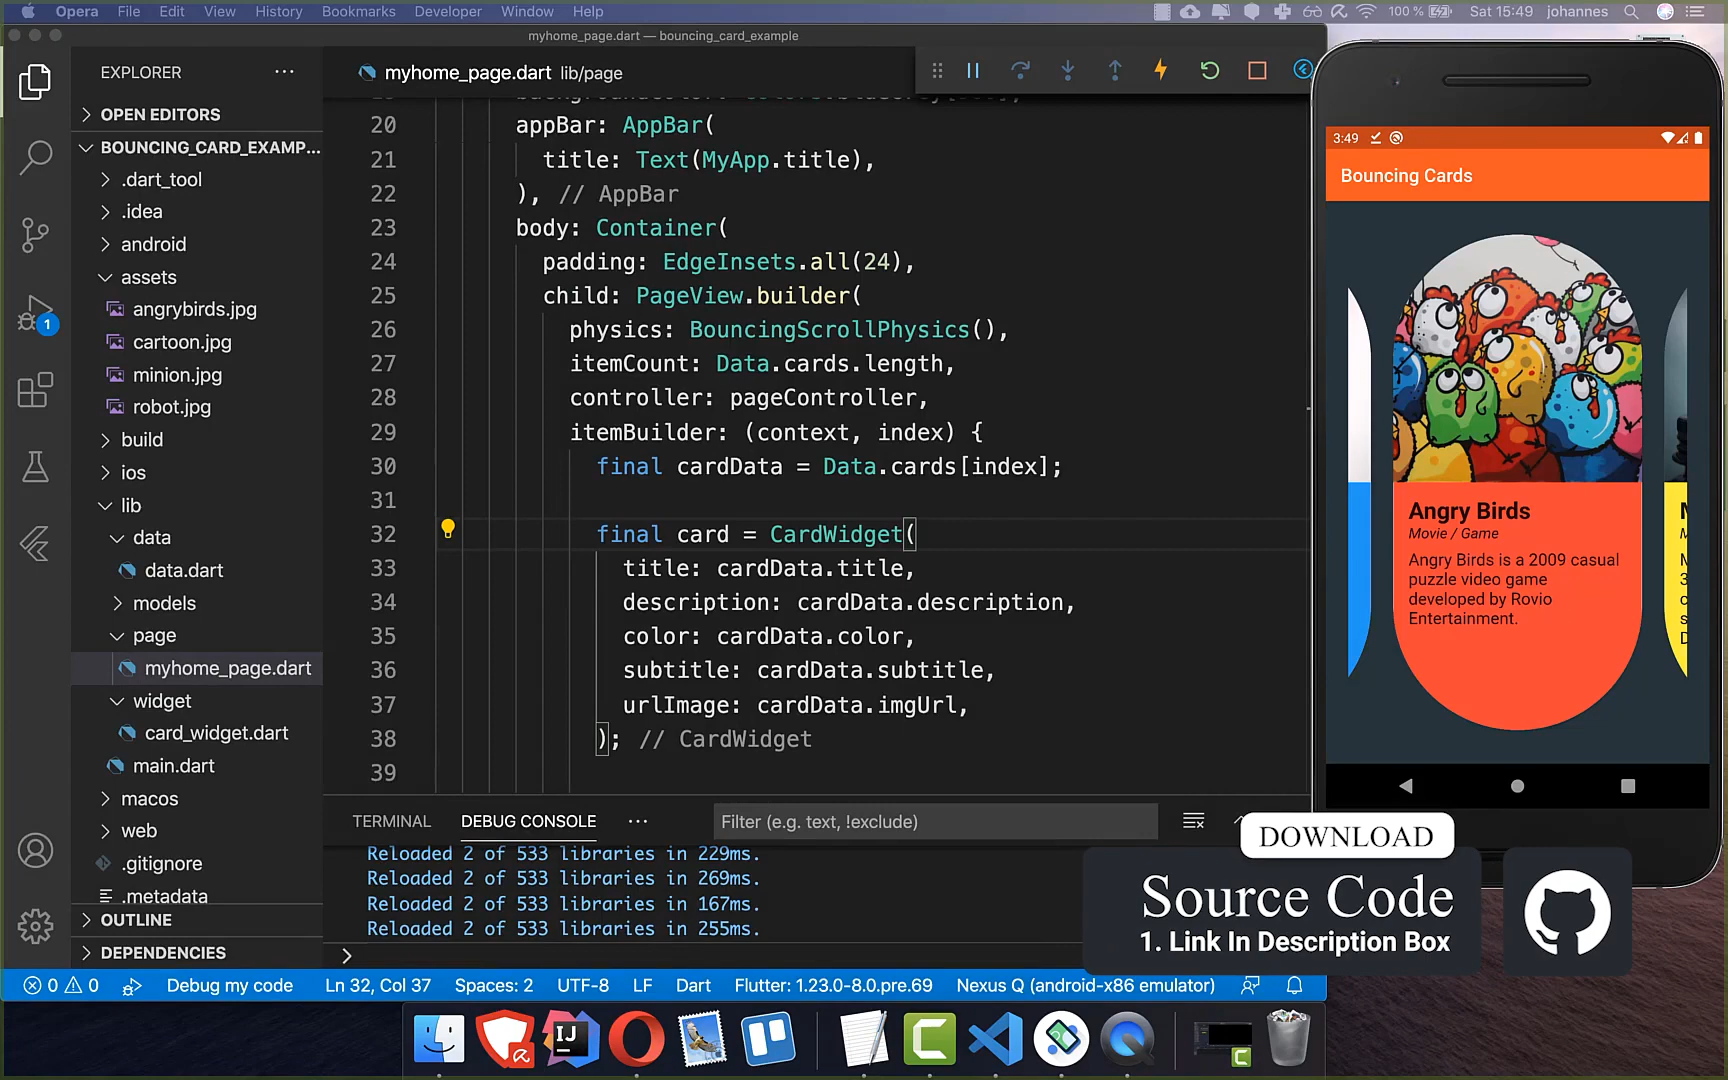 Opera File Edit View History Bookmarks Developer Window Help 100 % Sat 15:49 johannes
myhome_page.dart — bouncing_card_example
EXPLORER
OPEN EDITORS
BOUNCING_CARD_EXAMP...
.dart_tool
.idea
android
assets
angrybirds.jpg
cartoon.jpg
minion.jpg
robot.jpg
build
ios
lib
data
data.dart
models
page
myhome_page.dart
widget
card_widget.dart
main.dart
macos
web
.gitignore
.metadata
OUTLINE
DEPENDENCIES
1
myhome_page.dart lib/page
20 appBar: AppBar(
21 title: Text(MyApp.title),
22 ), // AppBar
23 body: Container(
24 padding: EdgeInsets.all(24),
25 child: PageView.builder(
26 physics: BouncingScrollPhysics(),
27 itemCount: Data.cards.length,
28 controller: pageController,
29 itemBuilder: (context, index) {
30 final cardData = Data.cards[index];
31
32 final card = CardWidget(
33 title: cardData.title,
34 description: cardData.description,
35 color: cardData.color,
36 subtitle: cardData.subtitle,
37 urlImage: cardData.imgUrl,
38 ); // CardWidget
39
TERMINAL DEBUG CONSOLE Filter (e.g. text, !exclude)
Reloaded 2 of 533 libraries in 229ms.
Reloaded 2 of 533 libraries in 269ms.
Reloaded 2 of 533 libraries in 167ms.
Reloaded 2 of 533 libraries in 255ms.
0 0 Debug my code Ln 32, Col 37 Spaces: 2 UTF-8 LF Dart Flutter: 1.23.0-8.0.pre.69 Nexus Q (android-x86 emulator)
3:49
Bouncing Cards
Angry Birds
Movie / Game
Angry Birds is a 2009 casual
puzzle video game
developed by Rovio
Entertainment.
DOWNLOAD
Source Code
1. Link In Description Box
IJ